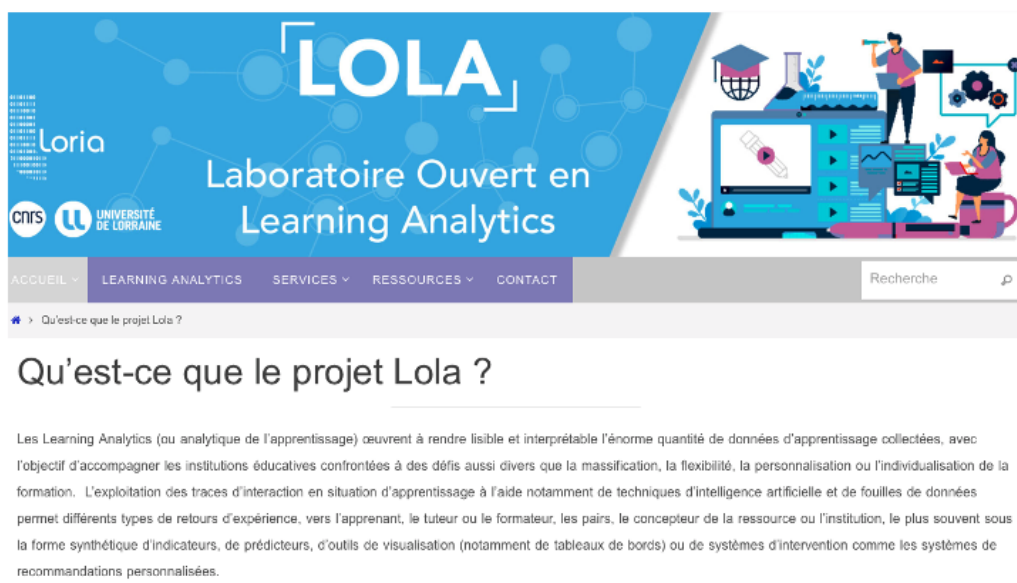 LOLA
Loria
Laboratoire Ouvert en
Learning Analytics
cnrs
UNIVERSITÉ
DE LORRAINE
ACCUEIL LEARNING ANALYTICS SERVICES RESSOURCES CONTACT Recherche
> Qu'est-ce que le projet Lola ?
Qu'est-ce que le projet Lola ?
Les Learning Analytics (ou analytique de l'apprentissage) œuvrent à rendre lisible et interprétable l'énorme quantité de données d'apprentissage collectées, avec
l'objectif d'accompagner les institutions éducatives confrontées à des défis aussi divers que la massification, la flexibilité, la personnalisation ou l'individualisation de la
formation. L'exploitation des traces d'interaction en situation d'apprentissage à l'aide notamment de techniques d'intelligence artificielle et de fouilles de données
permet différents types de retours d'expérience, vers l'apprenant, le tuteur ou le formateur, les pairs, le concepteur de la ressource ou l'institution, le plus souvent sous
la forme synthétique d'indicateurs, de prédicteurs, d'outils de visualisation (notamment de tableaux de bords) ou de systèmes d'intervention comme les systèmes de
recommandations personnalisées.